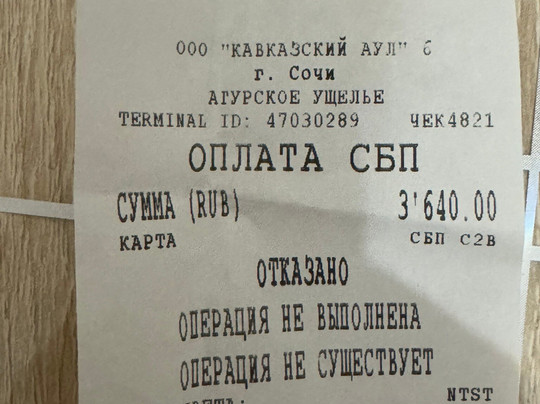 ООО "КАВКАЗСКИЙ АУЛ" 6
г. Сочи
АГУРСКОЕ УЩЕЛЬЕ
TERMINAL ID: 47030289 ЧЕК4821
ОПЛАТА СБП
СУММА (RUB) 3'640.00
КАРТА СБП C2B
ОТКАЗАНО
ОПЕРАЦИЯ НЕ ВЫПОЛНЕНА
ОПЕРАЦИЯ НЕ СУЩЕСТВУЕТ
NTST